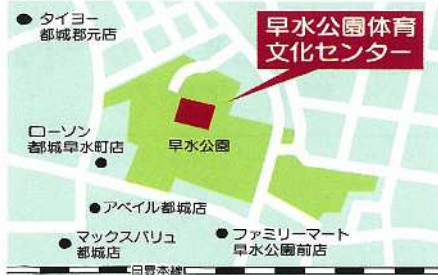 タイヨー
都城郡元店
早水公園体育
文化センター
ローソン
都城早水町店
早水公園
アベイル都城店
マックスバリュ
都城店
ファミリーマート
早水公園前店
日豊本線